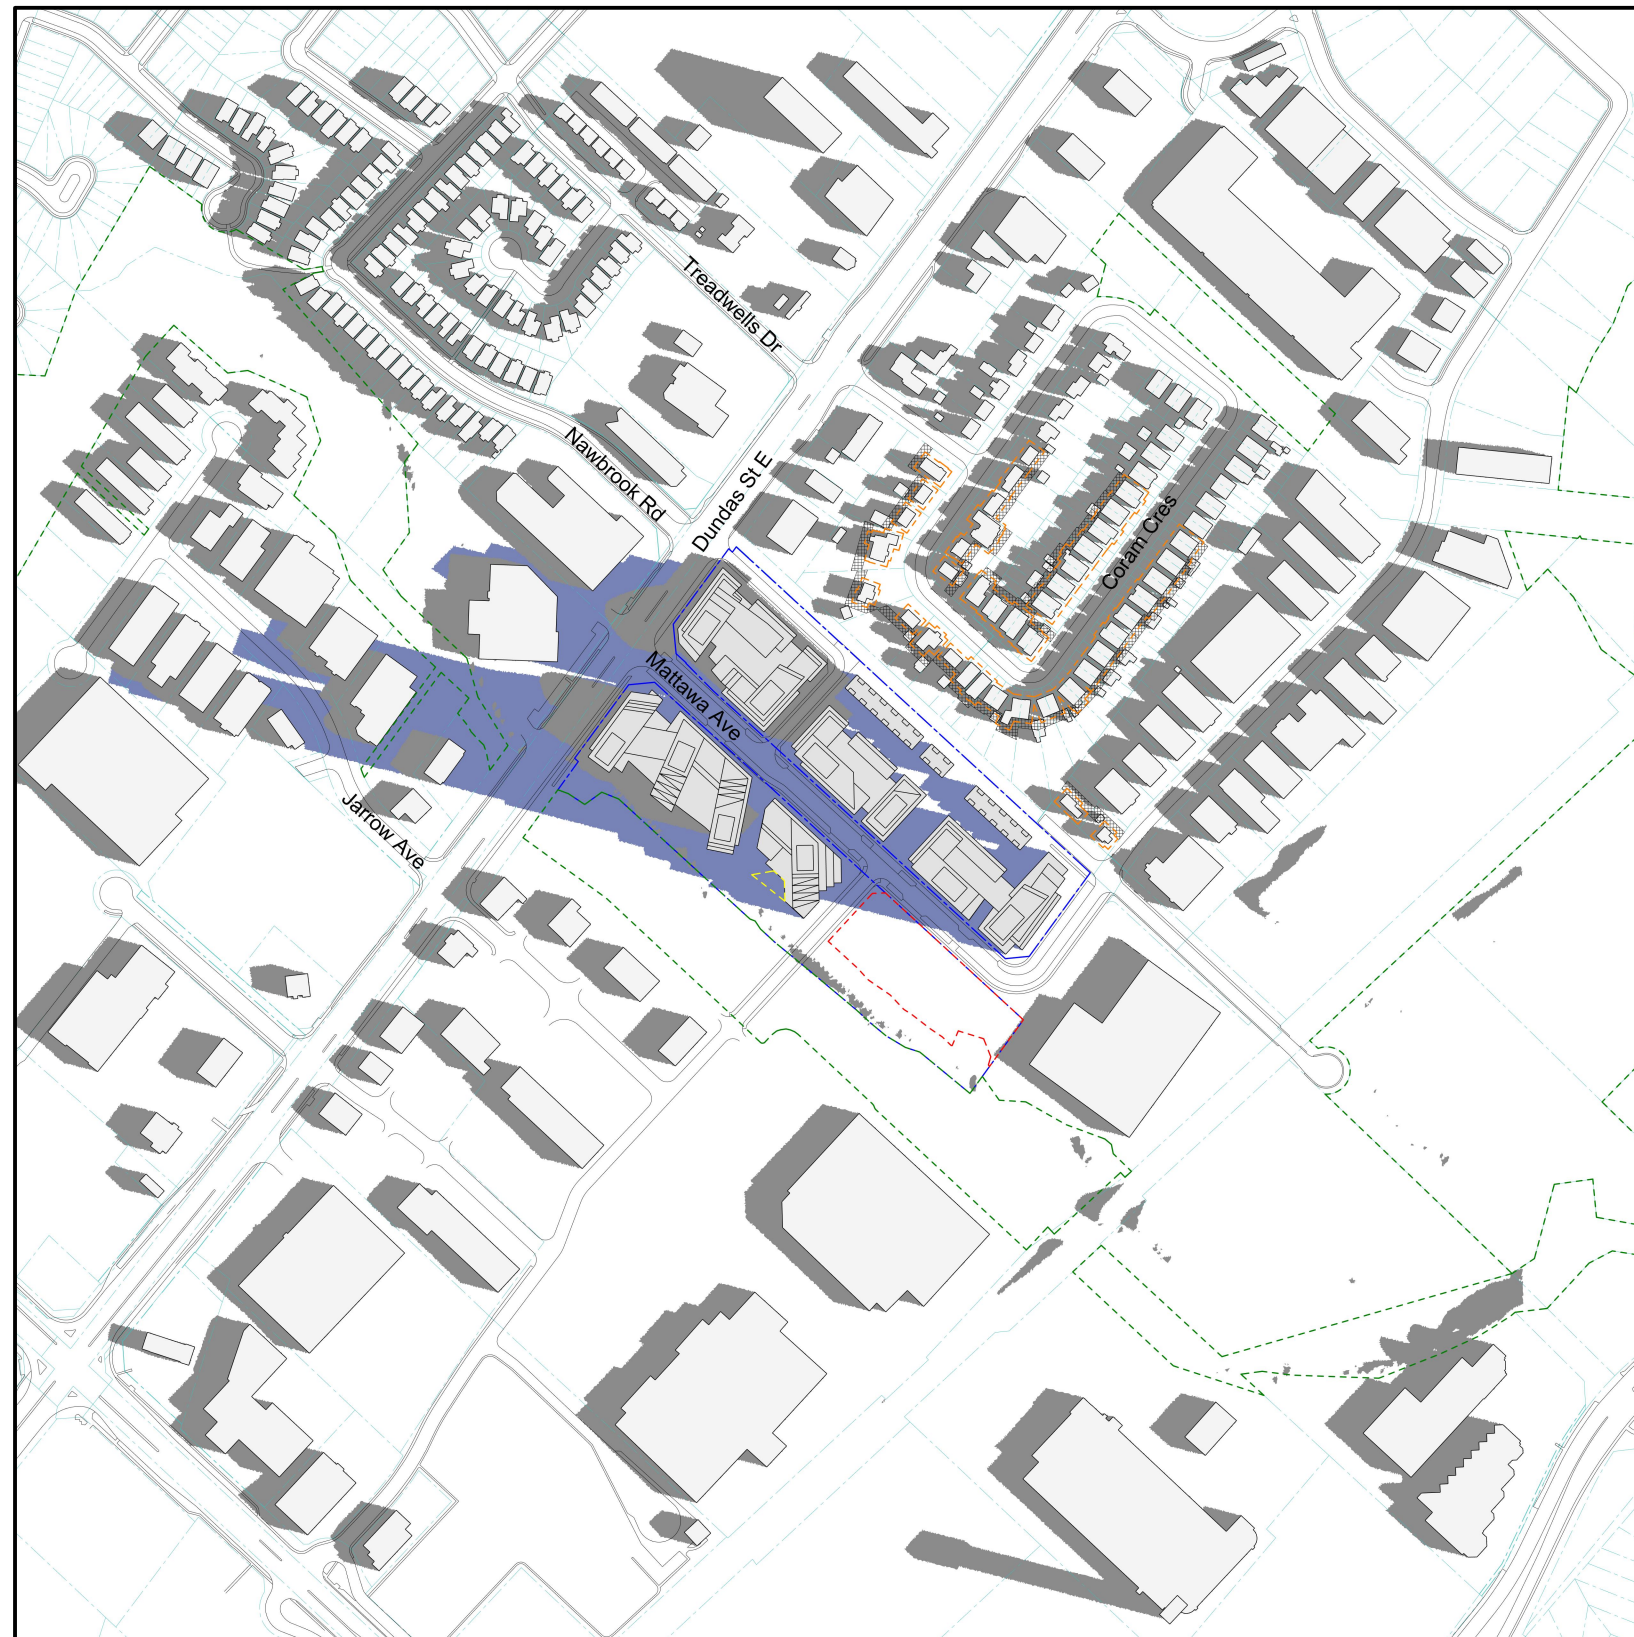 Treadwells Dr
Nawbrook Rd
Dundas St E
Coram Cres
Mattawa Ave
Jarrow Ave